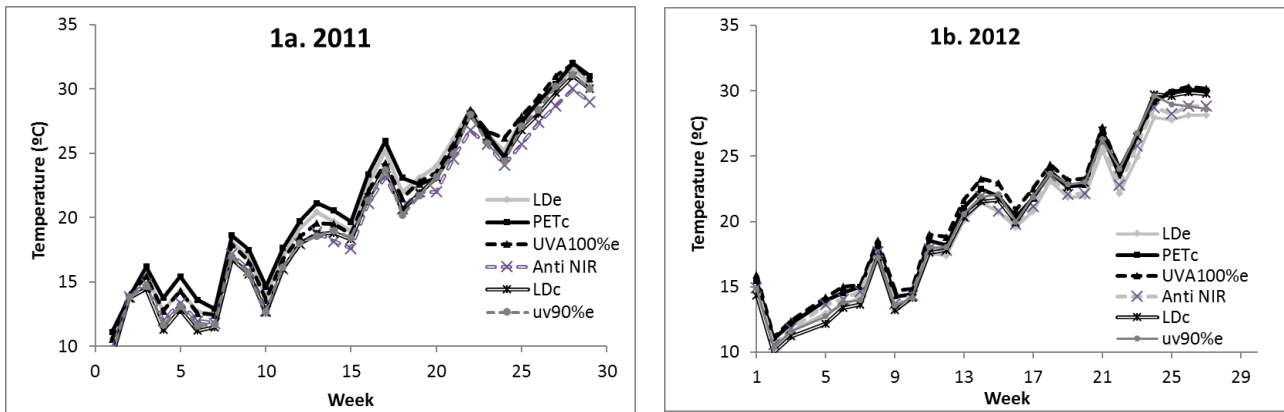 1a. 2011
Temperature (ºC)
35
30
25
20
15
10
0
5
10
15
20
25
30
Week
LDe
PETc
UVA100%e
Anti NIR
LDc
uv90%e
1b. 2012
Temperature (ºC)
35
30
25
20
15
10
1
5
9
13
17
21
25
29
Week
LDe
PETc
UVA100%e
Anti NIR
LDc
uv90%e